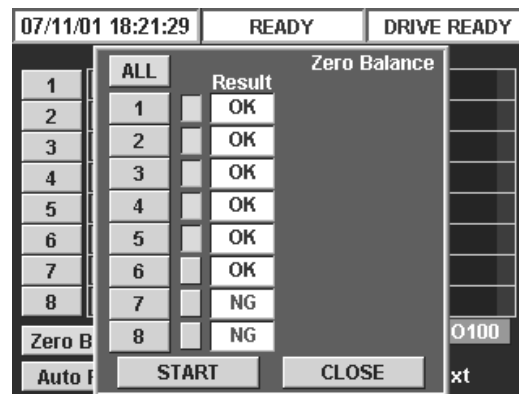 07/11/01 18:21:29 READY DRIVE READY
ALL Zero Balance
Result
1 1 OK
2 2 OK
3 3 OK
4 4 OK
5 5 OK
6 6 OK
7 7 NG
8 8 NG
Zero B O100
START CLOSE
Auto xt